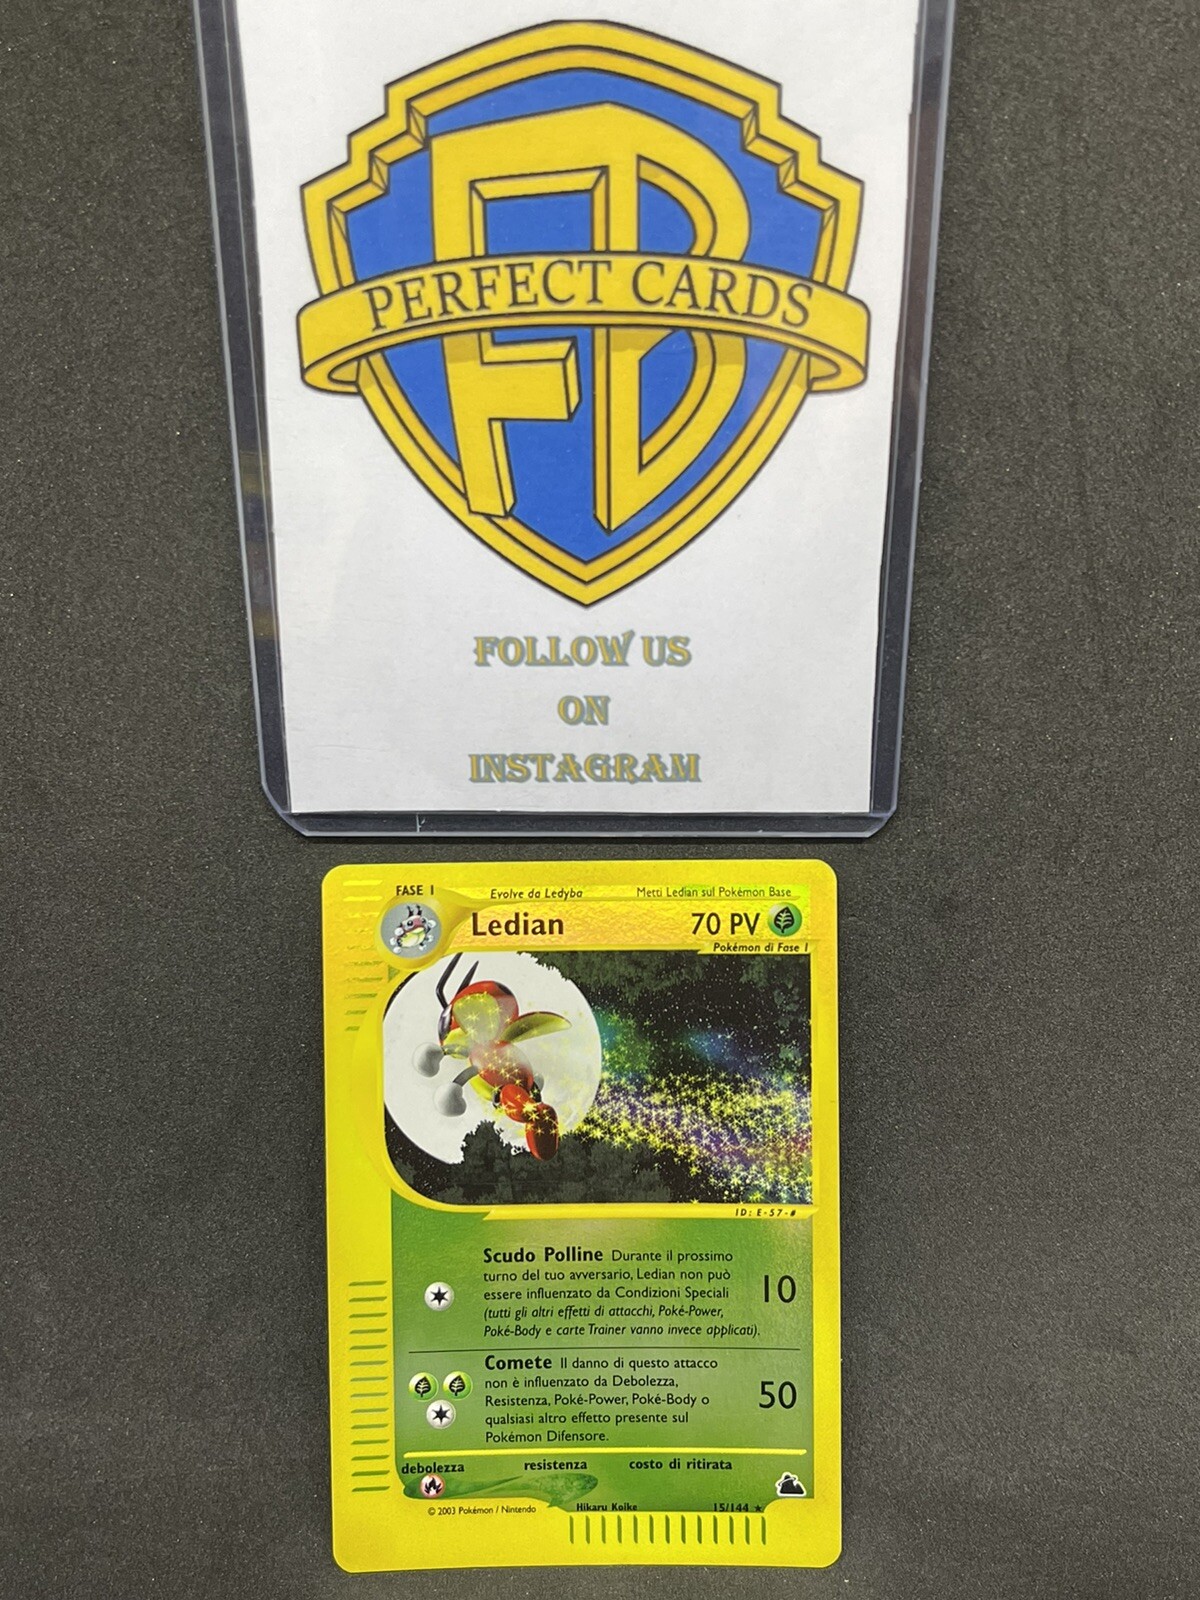 FB
PERFECT CARDS
FOLLOW US
ON
INSTAGRAM
FASE 1
Evolve da Ledyba
Metti Ledian sul Pokémon Base
Ledian
70 PV
Pokémon di Fase 1
ID: E-57-#
Scudo Polline Durante il prossimo
turno del tuo avversario, Ledian non può
essere influenzato da Condizioni Speciali
(tutti gli altri effetti di attacchi, Poké-Power,
Poké-Body e carte Trainer vanno invece applicati).
10
Comete Il danno di questo attacco
non è influenzato da Debolezza,
Resistenza, Poké-Power, Poké-Body o
qualsiasi altro effetto presente sul
Pokémon Difensore.
50
debolezza resistenza costo di ritirata
© 2003 Pokémon / Nintendo
Hikaru Koike
15/144 ★